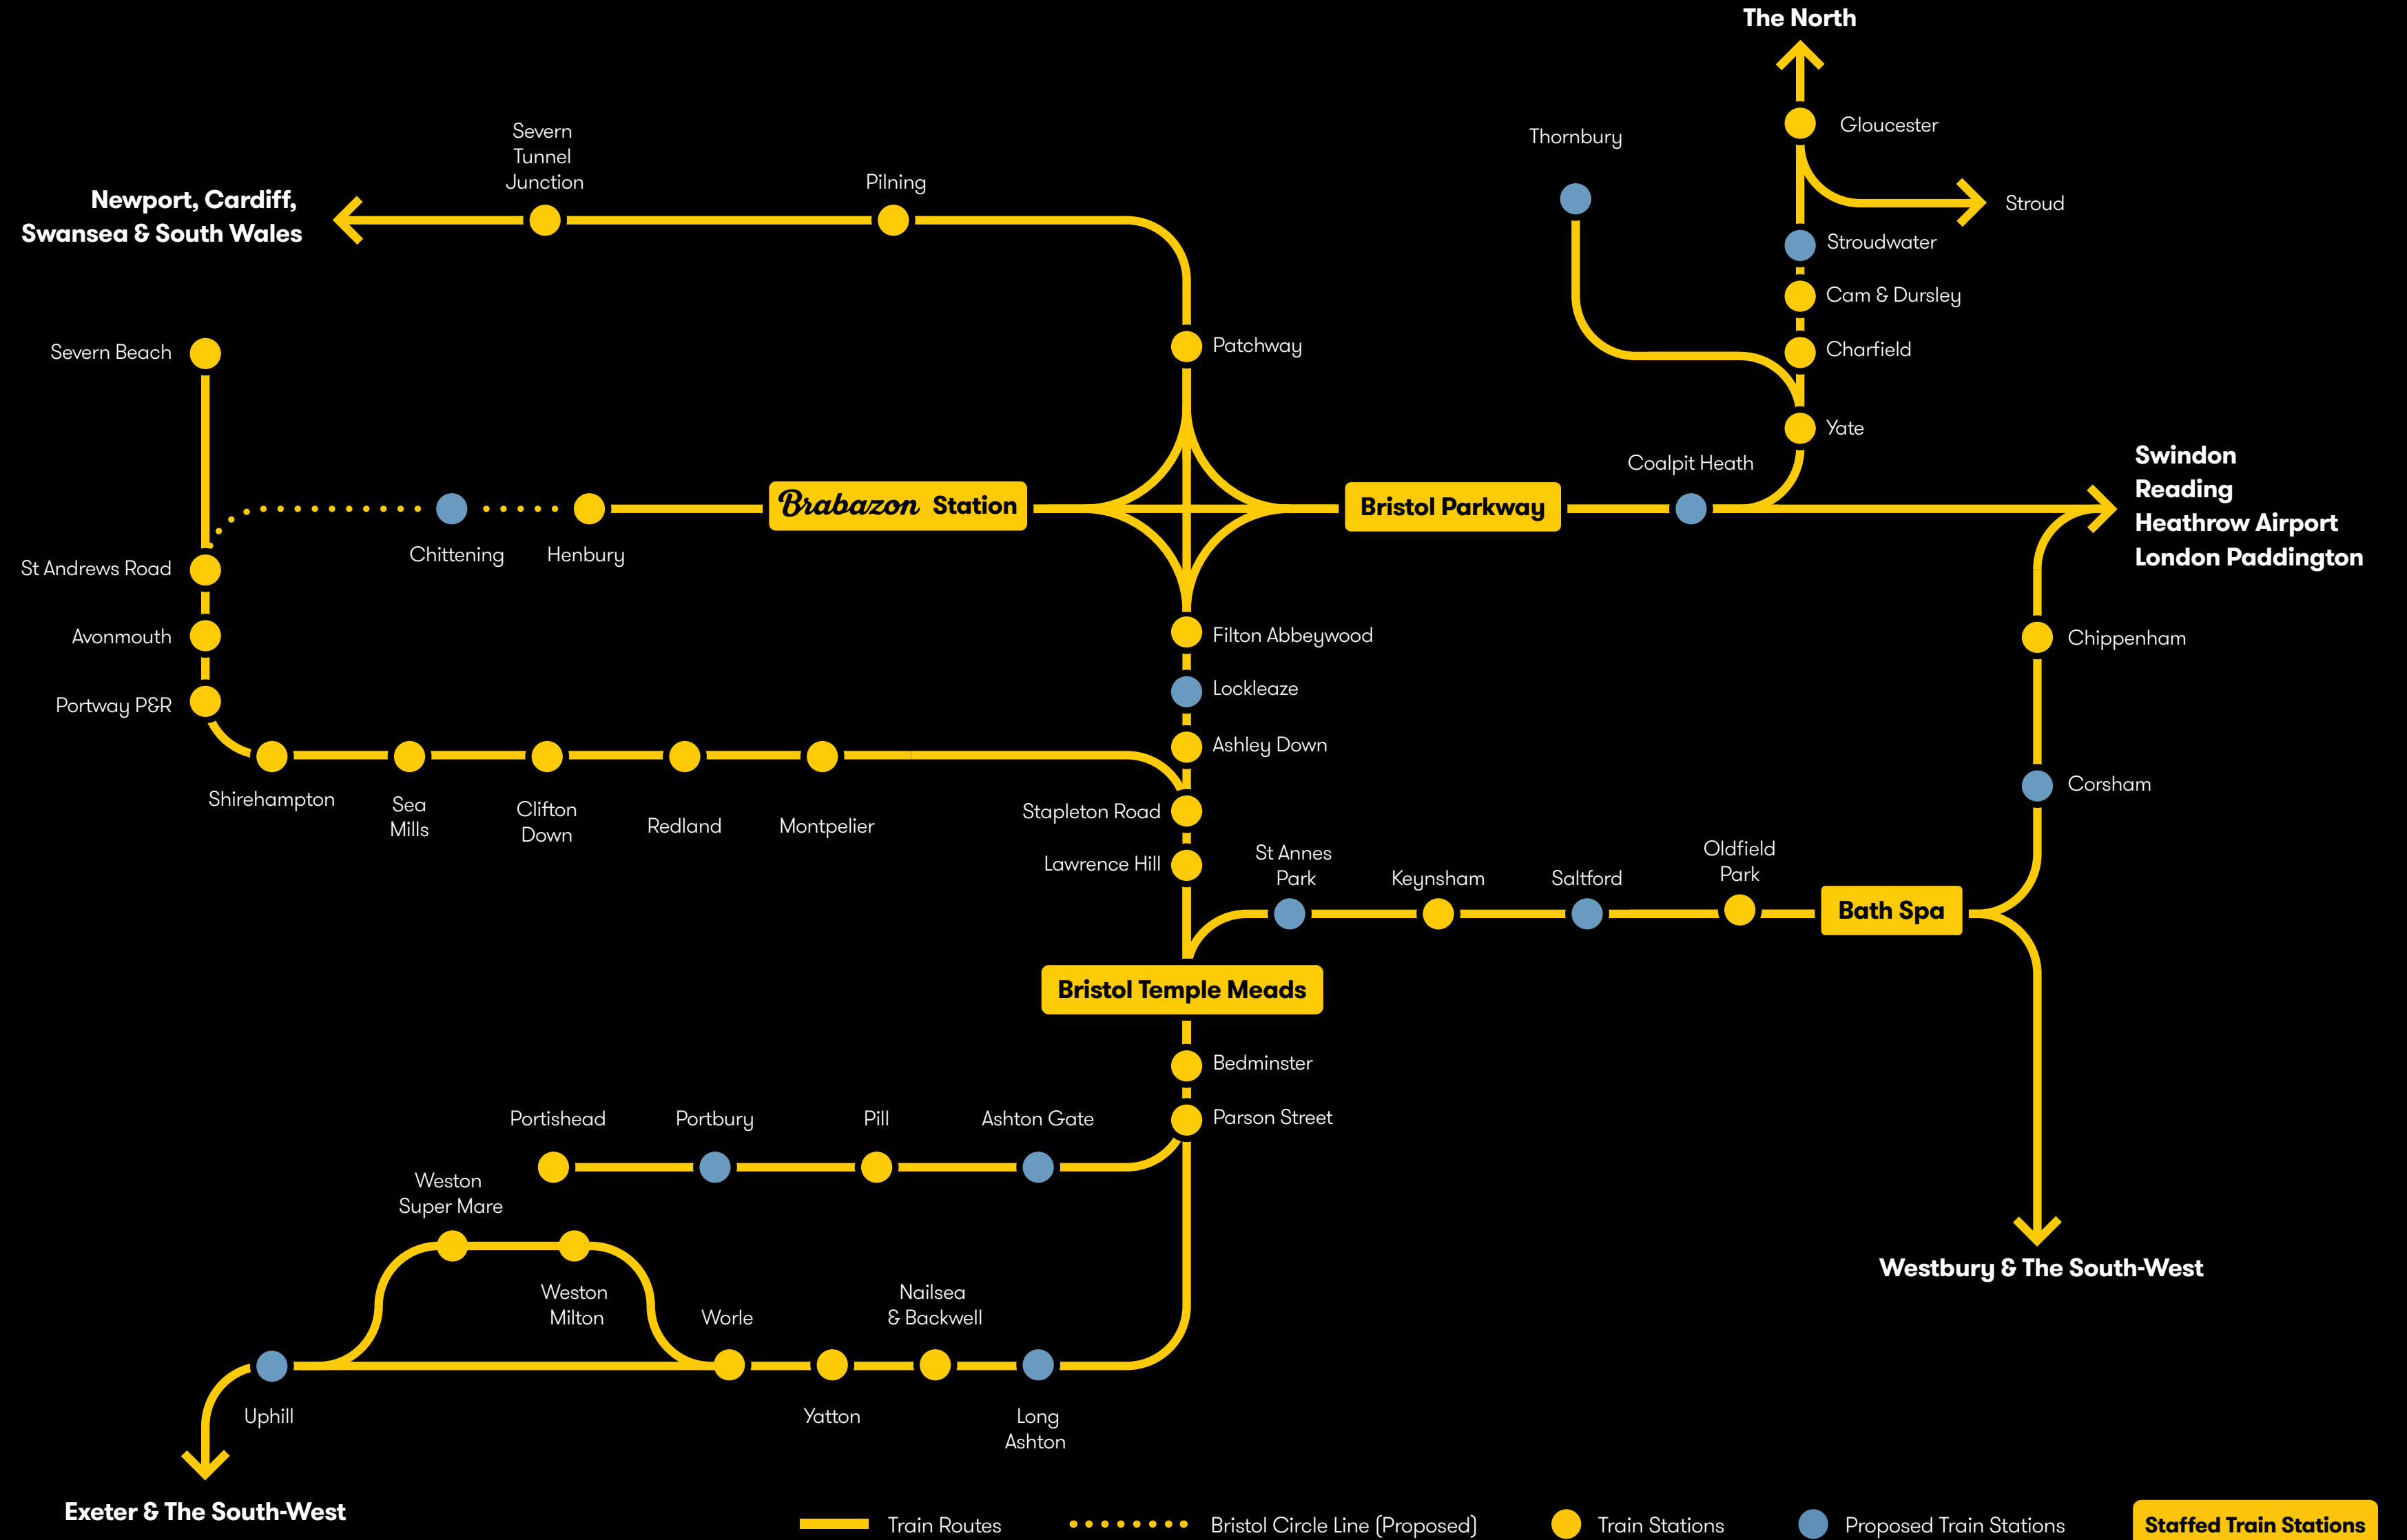 The North
Gloucester
Thornbury
Severn
Tunnel
Junction
Pilning
Stroud
Newport, Cardiff,
Swansea & South Wales
Stroudwater
Cam & Dursley
Patchway
Charfield
Severn Beach
Yate
Coalpit Heath
Swindon
Reading
Heathrow Airport
London Paddington
Brabazon Station
Bristol Parkway
Chittening
Henbury
St Andrews Road
Avonmouth
Filton Abbeywood
Chippenham
Portway P&R
Lockleaze
Ashley Down
Corsham
Shirehampton
Sea
Mills
Clifton
Down
Redland
Montpelier
Stapleton Road
Lawrence Hill
St Annes
Park
Keynsham
Saltford
Oldfield
Park
Bath Spa
Bristol Temple Meads
Bedminster
Parson Street
Portishead
Portbury
Pill
Ashton Gate
Weston
Super Mare
Weston
Milton
Worle
Nailsea
& Backwell
Westbury & The South-West
Uphill
Yatton
Long
Ashton
Exeter & The South-West
Train Routes
Bristol Circle Line (Proposed)
Train Stations
Proposed Train Stations
Staffed Train Stations